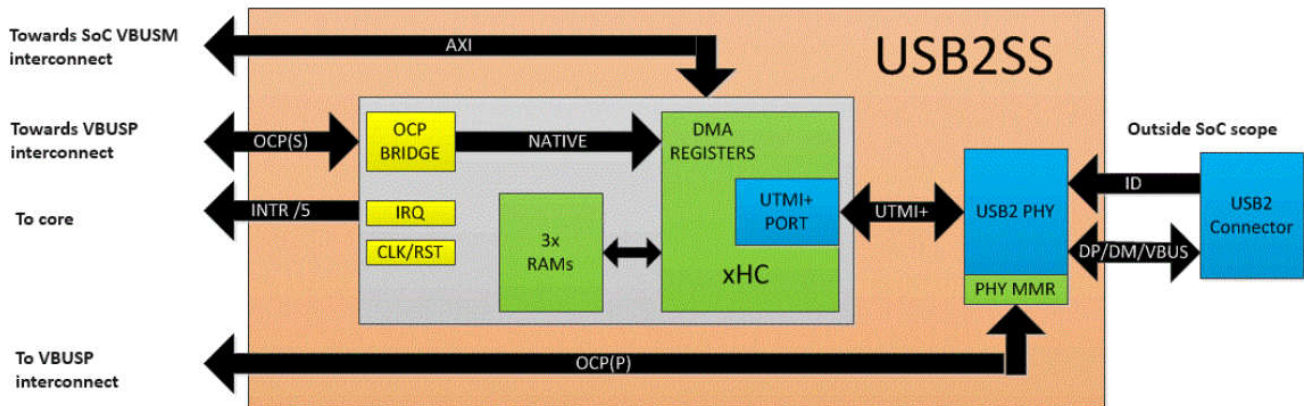 Towards SoC VBUSM
interconnect
AXI
USB2SS
Towards VBUSP
interconnect
OCP(S)
OCP
BRIDGE
NATIVE
DMA
REGISTERS
Outside SoC scope
ID
To core
INTR /5
IRQ
CLK/RST
3x
RAMs
UTMI+
PORT
xHC
UTMI+
USB2 PHY
USB2
Connector
DP/DM/VBUS
PHY MMR
To VBUSP
interconnect
OCP(P)